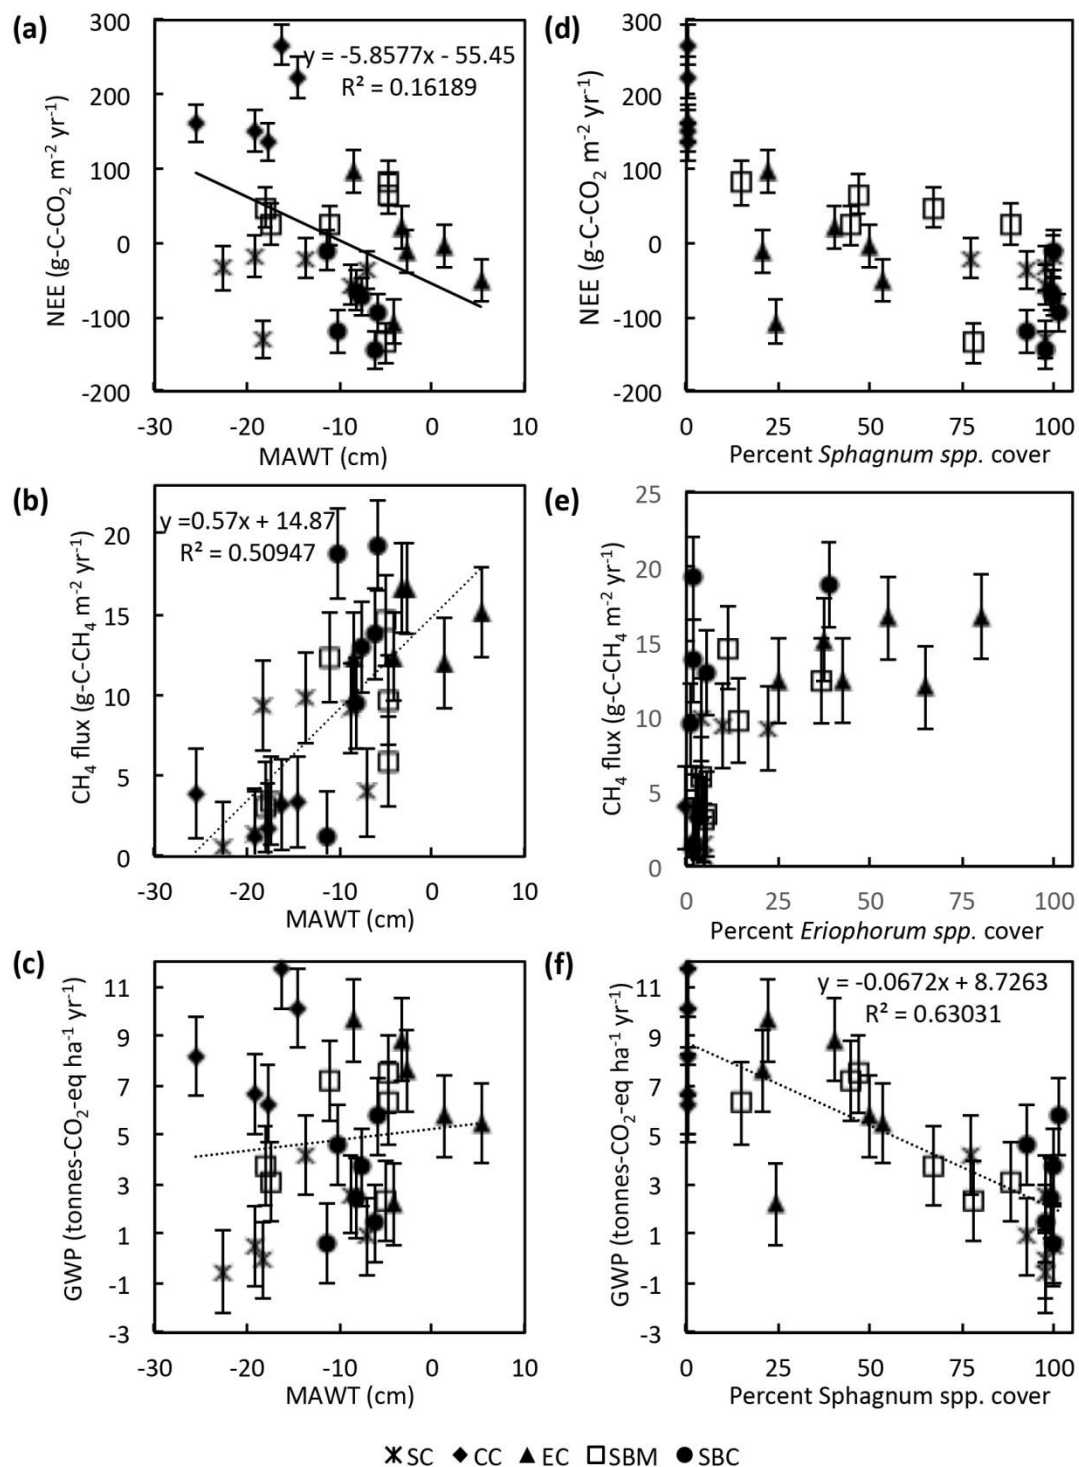 (a)
NEE (g-C-CO₂ m⁻² yr⁻¹)
300
200
100
0
-100
-200
y = -5.8577x - 55.45
R² = 0.16189
-30 -20 -10 0 10
MAWT (cm)
(d)
NEE (g-C-CO₂ m⁻² yr⁻¹)
300
200
100
0
-100
-200
0 25 50 75 100
Percent Sphagnum spp. cover
(b)
CH₄ flux (g-C-CH₄ m⁻² yr⁻¹)
20
15
10
5
0
y =0.57x + 14.87
R² = 0.50947
-30 -20 -10 0 10
MAWT (cm)
(e)
CH₄ flux (g-C-CH₄ m⁻² yr⁻¹)
25
20
15
10
5
0
0 25 50 75 100
Percent Eriophorum spp. cover
(c)
GWP (tonnes-CO₂-eq ha⁻¹ yr⁻¹)
11
9
7
5
3
1
-1
-3
-30 -20 -10 0 10
MAWT (cm)
(f)
GWP (tonnes-CO₂-eq ha⁻¹ yr⁻¹)
11
9
7
5
3
1
-1
-3
y = -0.0672x + 8.7263
R² = 0.63031
0 25 50 75 100
Percent Sphagnum spp. cover
SC CC EC SBM SBC